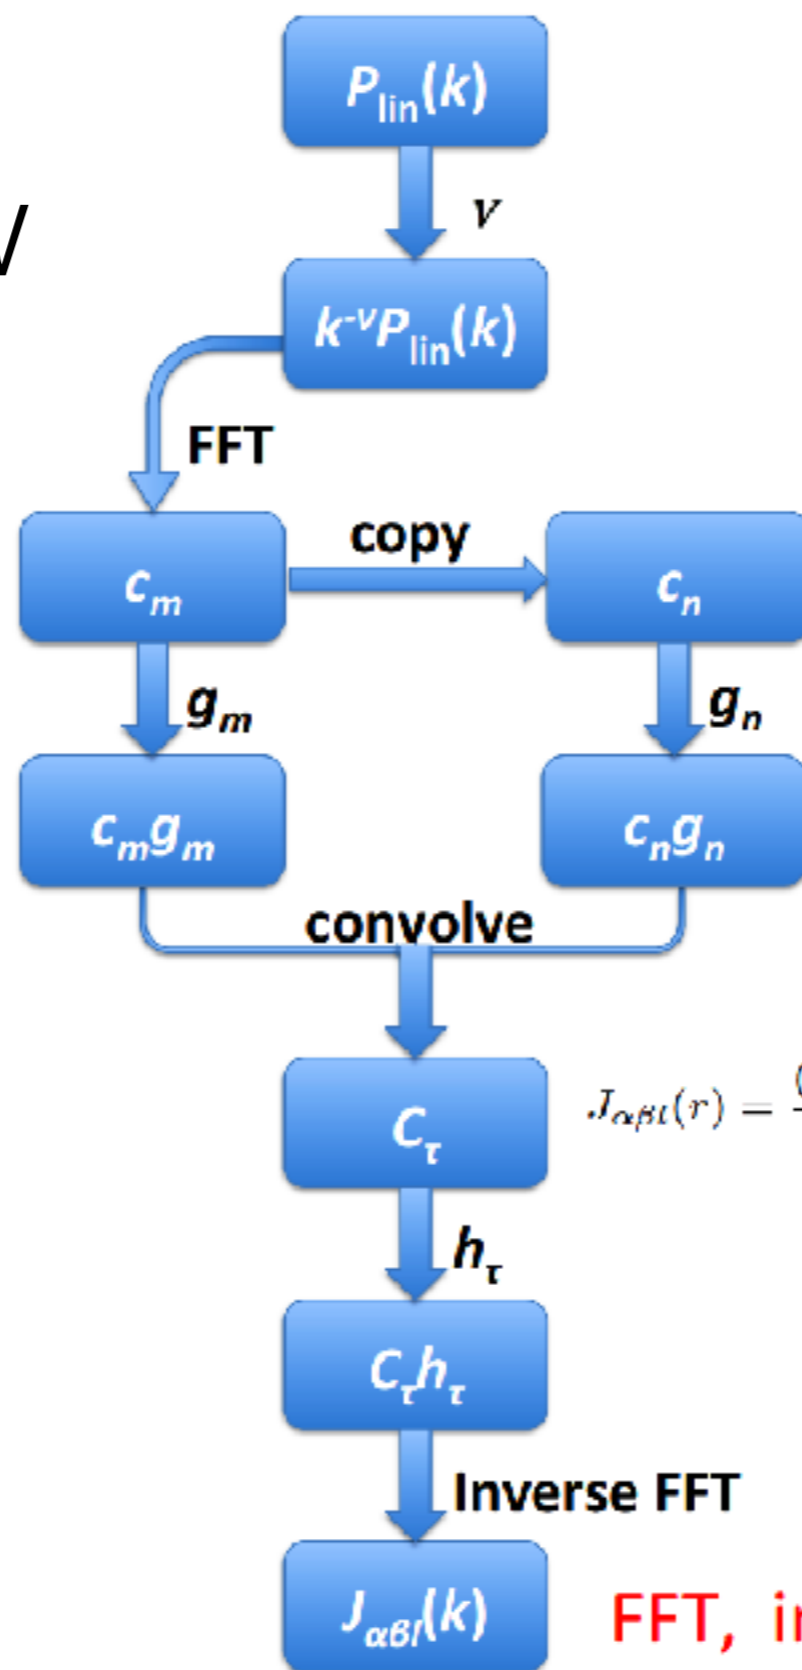 P_lin(k)
ν
k^-ν P_lin(k)
FFT
copy
c_m
c_n
g_m
g_n
c_m g_m
c_n g_n
convolve
C_τ
J_αβl(r) =
h_τ
C_τ h_τ
Inverse FFT
J_αβl(k)
FFT,